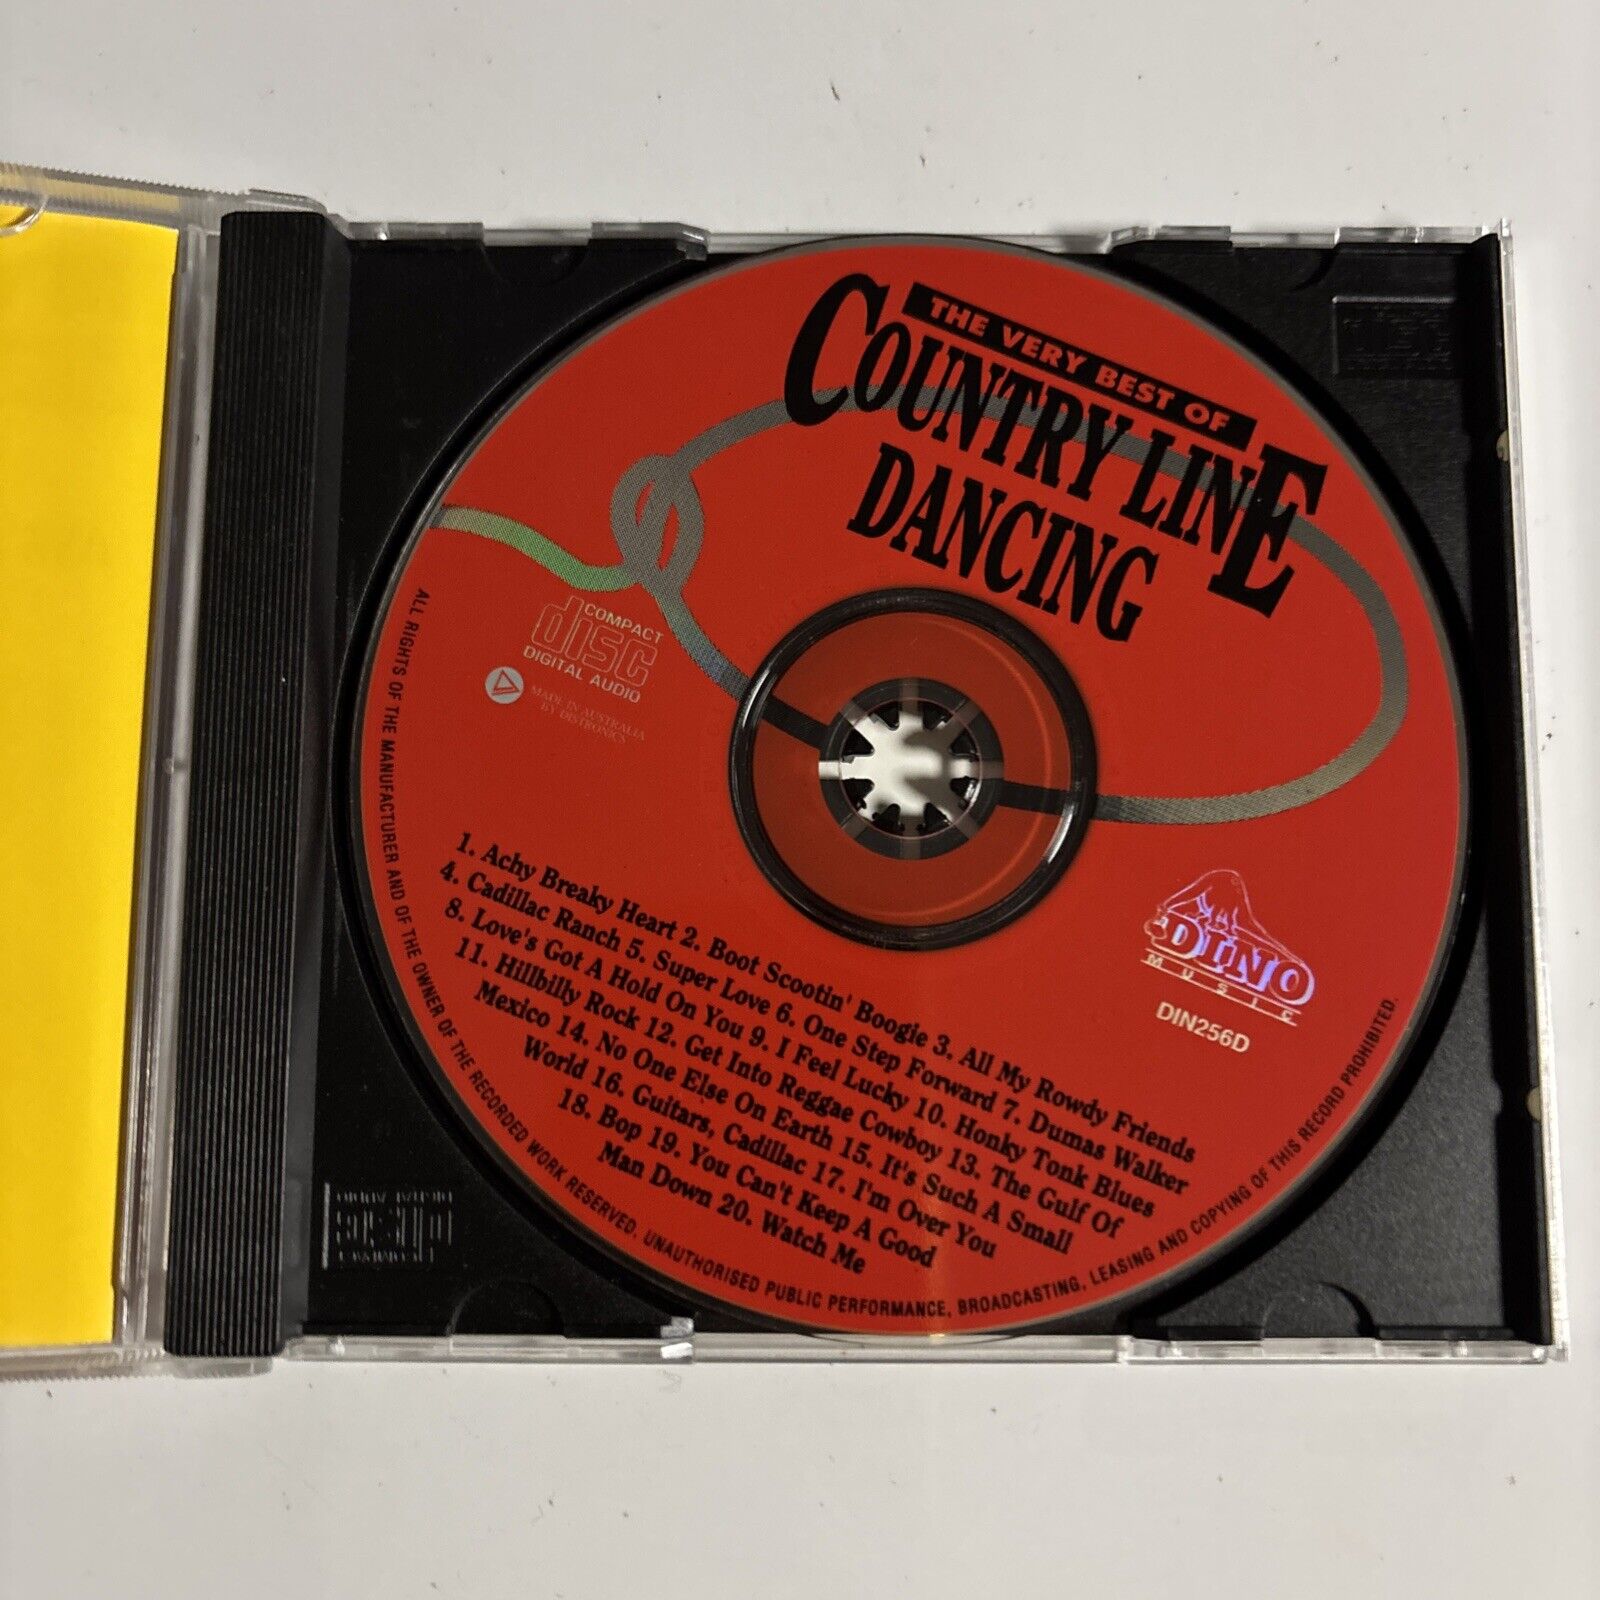 THE VERY BEST OF
COUNTRY LINE
DANCING
COMPACT
disc
DIGITAL AUDIO
MADE IN AUSTRALIA
BY DISTRONICS
1. Achy Breaky Heart 2. Boot Scootin' Boogie 3. All My Rowdy Friends
4. Cadillac Ranch 5. Super Love 6. One Step Forward 7. Dumas Walker
8. Love's Got A Hold On You 9. I Feel Lucky 10. Honky Tonk Blues
11. Hillbilly Rock 12. Get Into Reggae Cowboy 13. The Gulf Of
Mexico 14. No One Else On Earth 15. It's Such A Small
World 16. Guitars, Cadillac 17. I'm Over You
18. Bop 19. You Can't Keep A Good
Man Down 20. Watch Me
DINO
MUSIC
DIN256D
ALL RIGHTS OF THE MANUFACTURER AND OF THE OWNER OF THE RECORDED WORK RESERVED. UNAUTHORISED PUBLIC PERFORMANCE, BROADCASTING, LEASING AND COPYING OF THIS RECORD PROHIBITED.